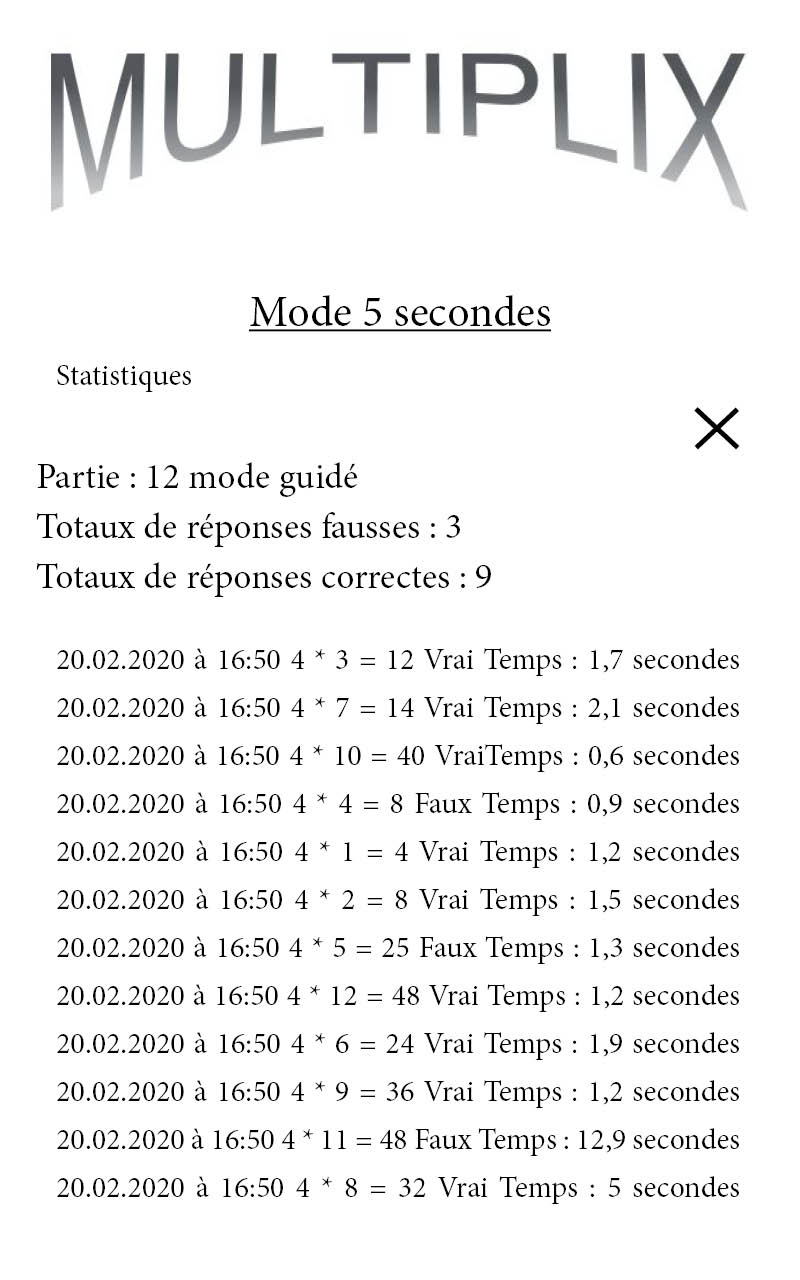 MULTIPLIX
Mode 5 secondes
Statistiques
Partie : 12 mode guidé
Totaux de réponses fausses : 3
Totaux de réponses correctes : 9
20.02.2020 à 16:50 4 * 3 = 12 Vrai Temps : 1,7 secondes
20.02.2020 à 16:50 4 * 7 = 14 Vrai Temps : 2,1 secondes
20.02.2020 à 16:50 4 * 10 = 40 VraiTemps : 0,6 secondes
20.02.2020 à 16:50 4 * 4 = 8 Faux Temps : 0,9 secondes
20.02.2020 à 16:50 4 * 1 = 4 Vrai Temps : 1,2 secondes
20.02.2020 à 16:50 4 * 2 = 8 Vrai Temps : 1,5 secondes
20.02.2020 à 16:50 4 * 5 = 25 Faux Temps : 1,3 secondes
20.02.2020 à 16:50 4 * 12 = 48 Vrai Temps : 1,2 secondes
20.02.2020 à 16:50 4 * 6 = 24 Vrai Temps : 1,9 secondes
20.02.2020 à 16:50 4 * 9 = 36 Vrai Temps : 1,2 secondes
20.02.2020 à 16:50 4 * 11 = 48 Faux Temps : 12,9 secondes
20.02.2020 à 16:50 4 * 8 = 32 Vrai Temps : 5 secondes